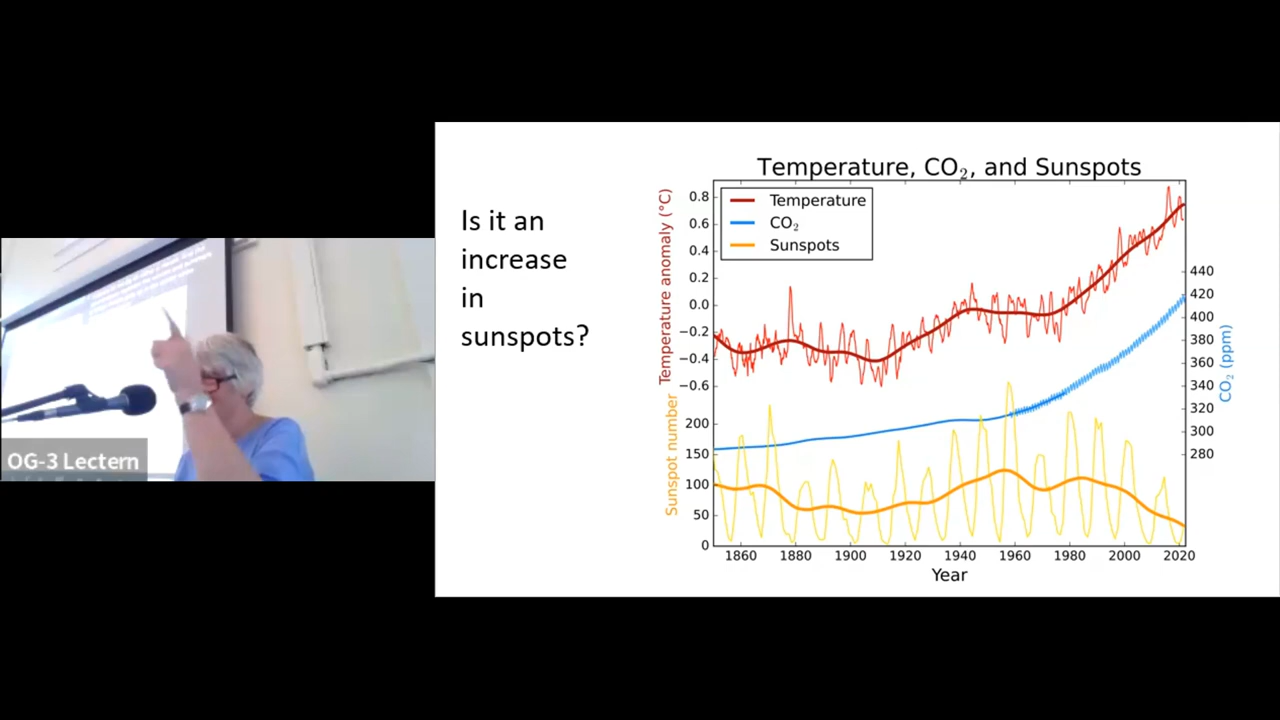 OG-3 Lectern
Is it an
increase
in
sunspots?
Temperature, CO₂, and Sunspots
Temperature
CO₂
Sunspots
Temperature anomaly (°C)
0.8
0.6
0.4
0.2
0.0
−0.2
−0.4
−0.6
Sunspot number
200
150
100
50
0
440
420
400
380
360
340
320
300
280
CO₂ (ppm)
1860 1880 1900 1920 1940 1960 1980 2000 2020
Year